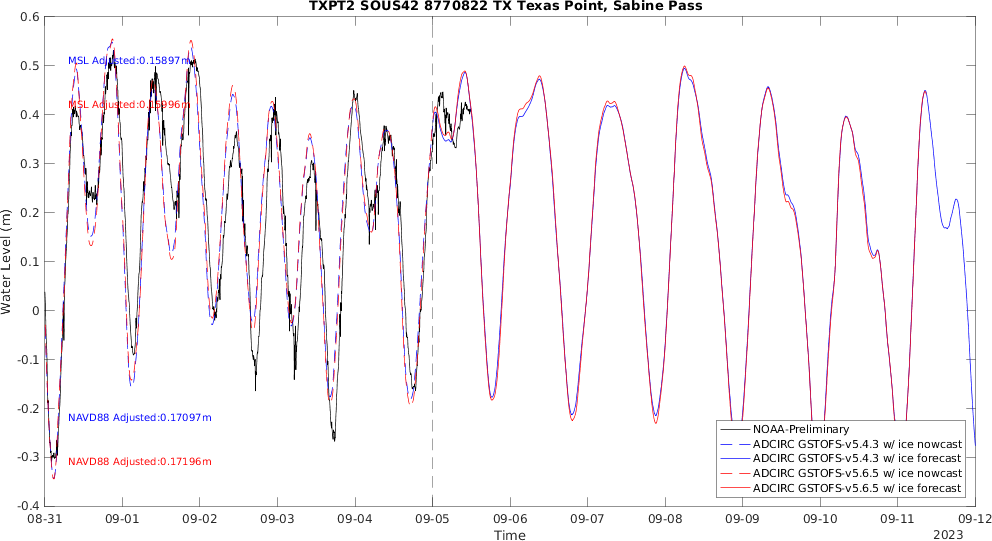 TXPT2 SOUS42 8770822 TX Texas Point, Sabine Pass
0.6
0.5
0.4
0.3
0.2
0.1
0
-0.1
-0.2
-0.3
-0.4
Water Level (m)
MSL Adjusted:0.15897m
MSL Adjusted:0.15996m
NAVD88 Adjusted:0.17097m
NAVD88 Adjusted:0.17196m
NOAA-Preliminary
ADCIRC GSTOFS-v5.4.3 w/ ice nowcast
ADCIRC GSTOFS-v5.4.3 w/ ice forecast
ADCIRC GSTOFS-v5.6.5 w/ ice nowcast
ADCIRC GSTOFS-v5.6.5 w/ ice forecast
08-31 09-01 09-02 09-03 09-04 09-05 09-06 09-07 09-08 09-09 09-10 09-11 09-12
Time
2023